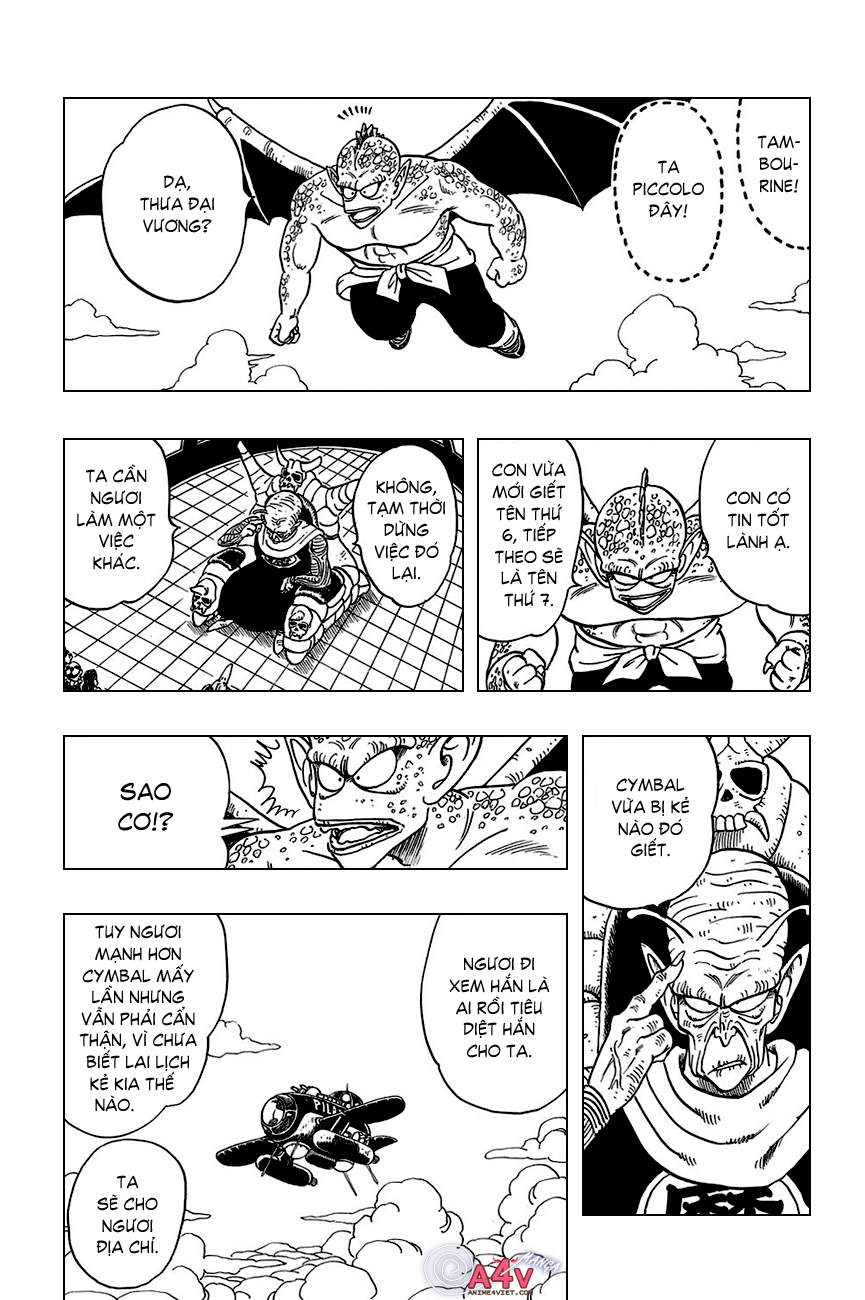 TAM-
BOU-
RINE!
TA
PICCOLO
ĐÂY!
DẠ,
THƯA ĐẠI
VƯƠNG?
CON CÓ
TIN TỐT
LÀNH Ạ.
CON VỪA
MỚI GIẾT
TÊN THỨ
6, TIẾP
THEO SẼ
LÀ TÊN
THỨ 7.
KHÔNG,
TẠM THỜI
DỪNG
VIỆC ĐÓ
LẠI.
TA CẦN
NGƯƠI
LÀM MỘT
VIỆC
KHÁC.
CYMBAL
VỪA BỊ KẺ
NÀO ĐÓ
GIẾT.
SAO
CƠ!?
NGƯƠI ĐI
XEM HẮN LÀ
AI RỒI TIÊU
DIỆT HẮN
CHO TA.
TUY NGƯƠI
MẠNH HƠN
CYMBAL MẤY
LẦN NHƯNG
VẪN PHẢI CẨN
THẬN, VÌ CHƯA
BIẾT LAI LỊCH
KẺ KIA THẾ
NÀO.
TA
SẼ CHO
NGƯƠI
ĐỊA CHỈ.
PIL
MANGA
A4V
ANIME4VIET.COM